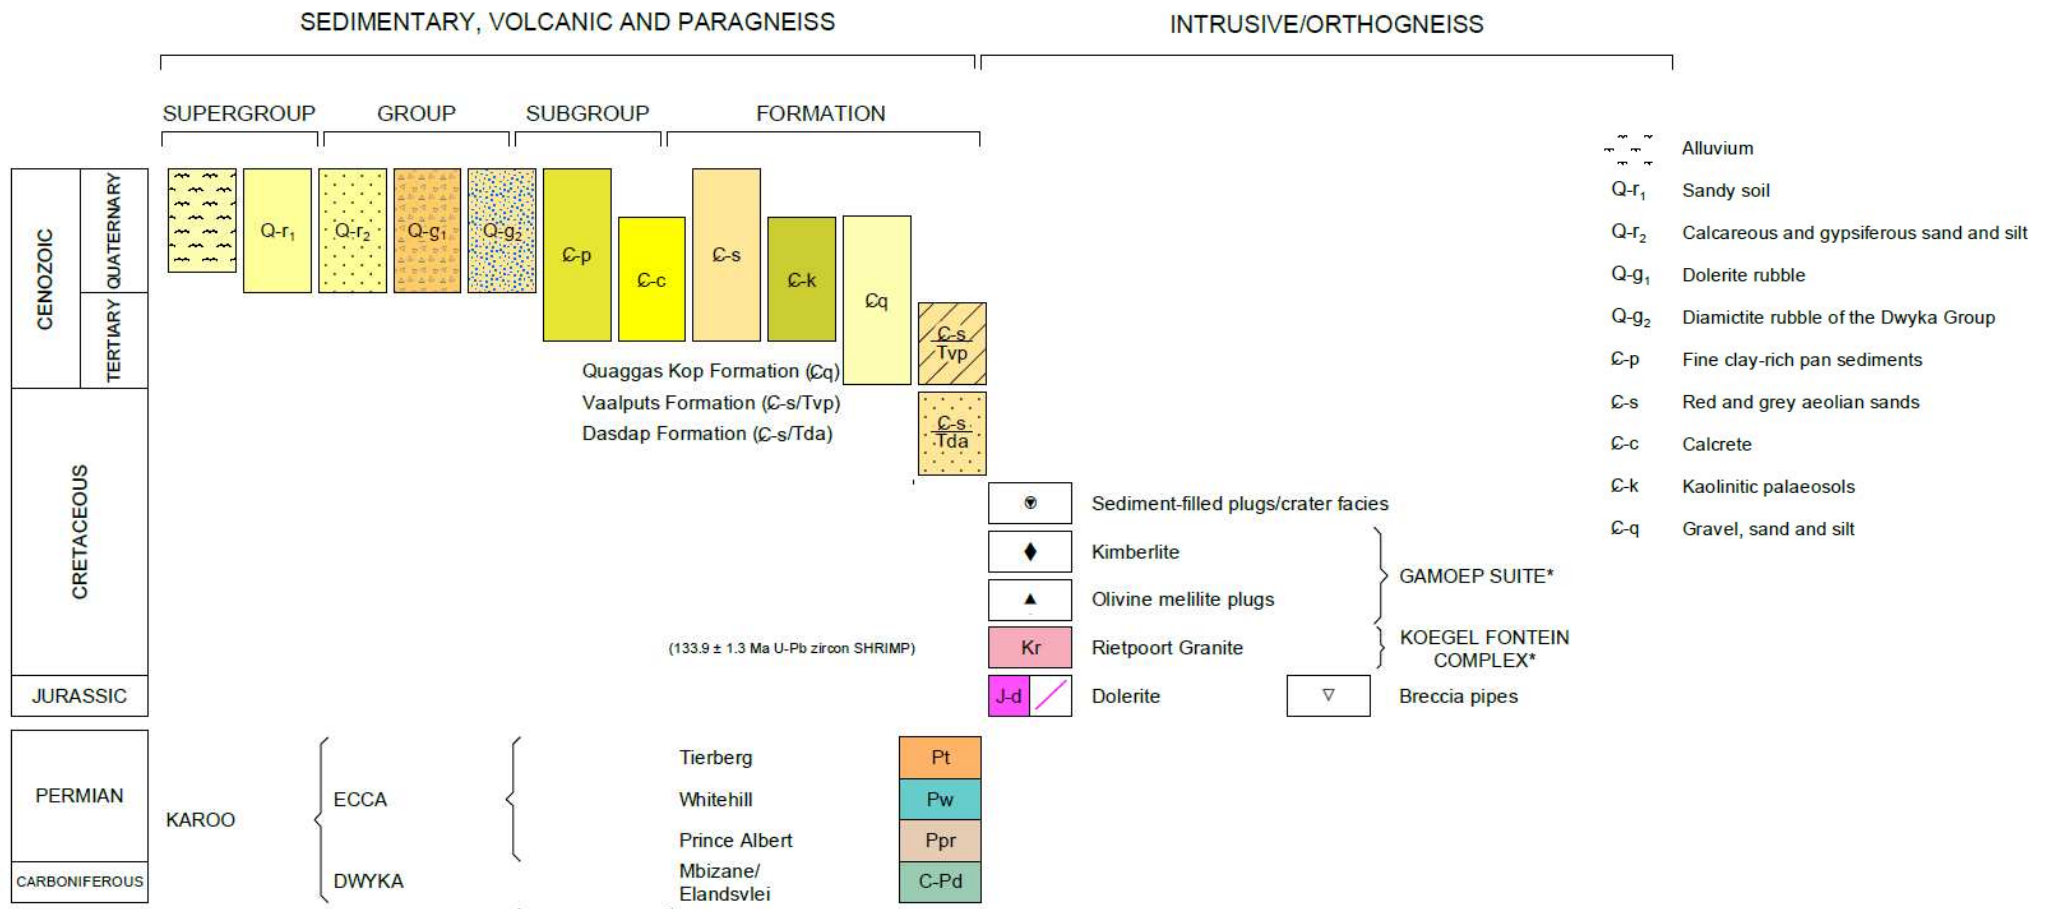 SEDIMENTARY, VOLCANIC AND PARAGNEISS
INTRUSIVE/ORTHOGNEISS
SUPERGROUP
GROUP
SUBGROUP
FORMATION
CENOZOIC
QUATERNARY
TERTIARY
CRETACEOUS
JURASSIC
PERMIAN
CARBONIFEROUS
Q-r₁
Q-r₂
Q-g₁
Q-g₂
₵-p
₵-c
₵-s
₵-k
₵q
₵-s
Tvp
₵-s
Tda
Quaggas Kop Formation (₵q)
Vaalputs Formation (₵-s/Tvp)
Dasdap Formation (₵-s/Tda)
Sediment-filled plugs/crater facies
Kimberlite
Olivine melilite plugs
GAMOEP SUITE*
(133.9 ± 1.3 Ma U-Pb zircon SHRIMP)
Kr
Rietpoort Granite
KOEGEL FONTEIN
COMPLEX*
J-d
Dolerite
Breccia pipes
KAROO
ECCA
DWYKA
Tierberg
Pt
Whitehill
Pw
Prince Albert
Ppr
Mbizane/
Elandsvlei
C-Pd
Alluvium
Q-r₁ Sandy soil
Q-r₂ Calcareous and gypsiferous sand and silt
Q-g₁ Dolerite rubble
Q-g₂ Diamictite rubble of the Dwyka Group
₵-p Fine clay-rich pan sediments
₵-s Red and grey aeolian sands
₵-c Calcrete
₵-k Kaolinitic palaeosols
₵-q Gravel, sand and silt